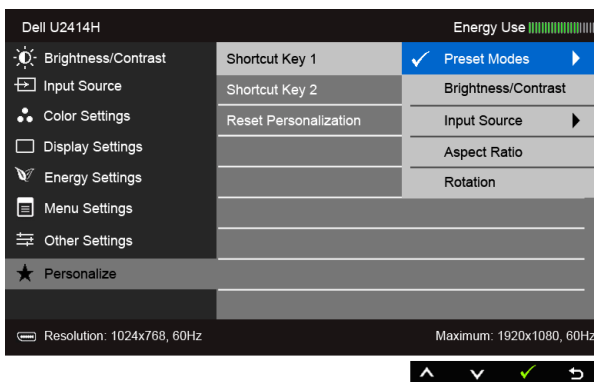 Dell U2414H Energy Use
Brightness/Contrast Shortcut Key 1 Preset Modes
Input Source Shortcut Key 2 Brightness/Contrast
Color Settings Reset Personalization Input Source
Display Settings Aspect Ratio
Energy Settings Rotation
Menu Settings
Other Settings
Personalize
Resolution: 1024x768, 60Hz Maximum: 1920x1080, 60Hz